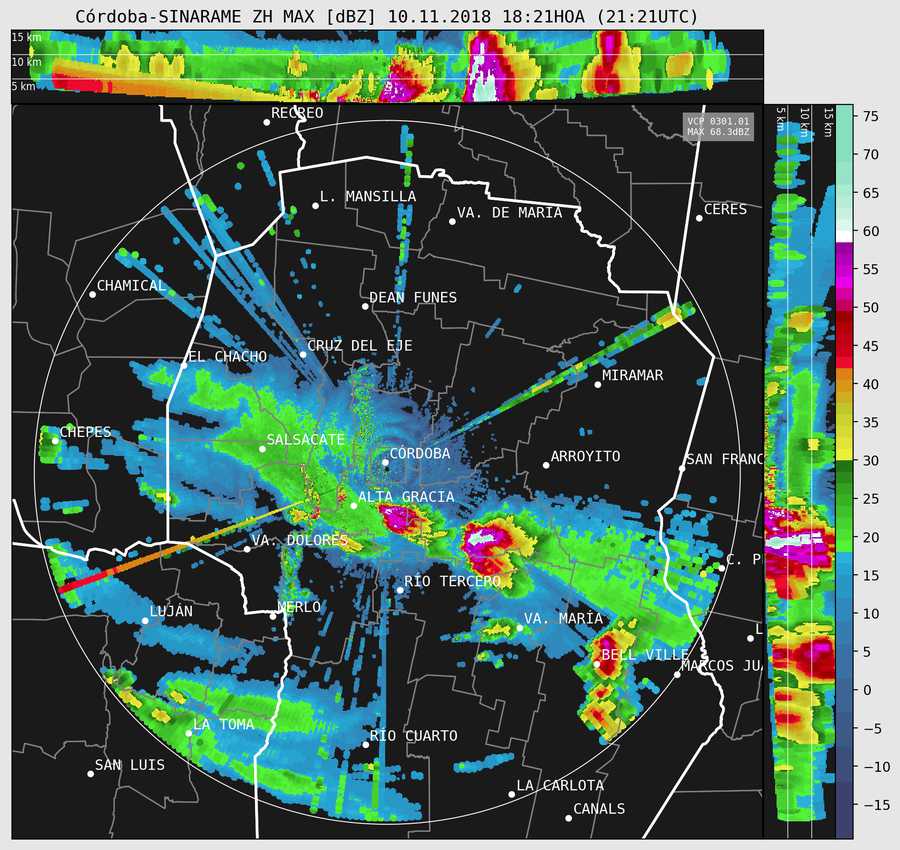 Córdoba-SINARAME ZH MAX [dBZ] 10.11.2018 18:21HOA (21:21UTC)
15 km
10 km
5 km
5 km
10 km
15 km
VCP 0301.01
MAX 68.3dBZ
RECREO
L. MANSILLA
VA. DE MARIA
CERES
CHAMICAL
DEAN FUNES
CRUZ DEL EJE
EL CHACHO
MIRAMAR
CHEPES
SALSACATE
CÓRDOBA
ARROYITO
SAN FRANC
ALTA GRACIA
VA. DOLORES
C. P
RÍO TERCERO
LUJÁN
MERLO
VA. MARÍA
L
BELL VILLE
MARCOS JU
LA TOMA
RÍO CUARTO
SAN LUIS
LA CARLOTA
CANALS
75
70
65
60
55
50
45
40
35
30
25
20
15
10
5
0
−5
−10
−15